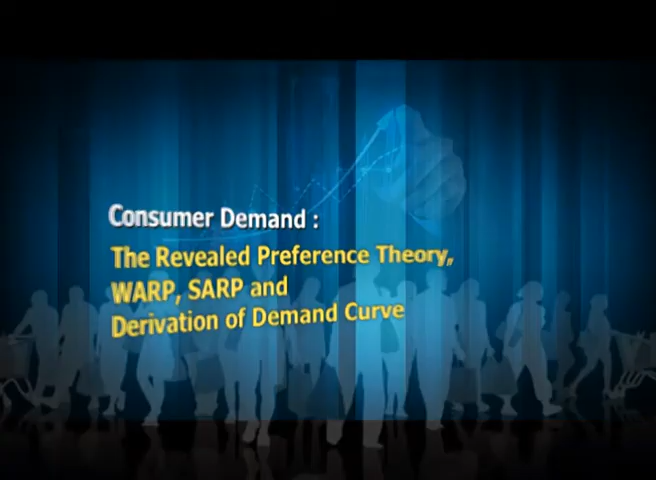 Consumer Demand :
The Revealed Preference Theory,
WARP, SARP and
Derivation of Demand Curve